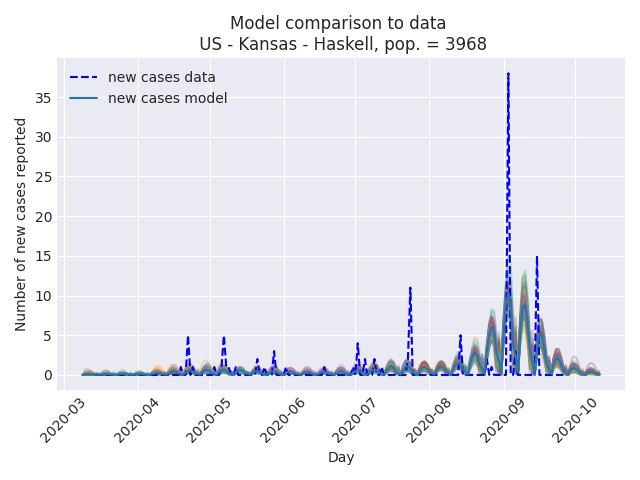 Model comparison to data
US - Kansas - Haskell, pop. = 3968
new cases data
new cases model
Number of new cases reported
35
30
25
20
15
10
5
0
2020-03
2020-04
2020-05
2020-06
2020-07
2020-08
2020-09
2020-10
Day